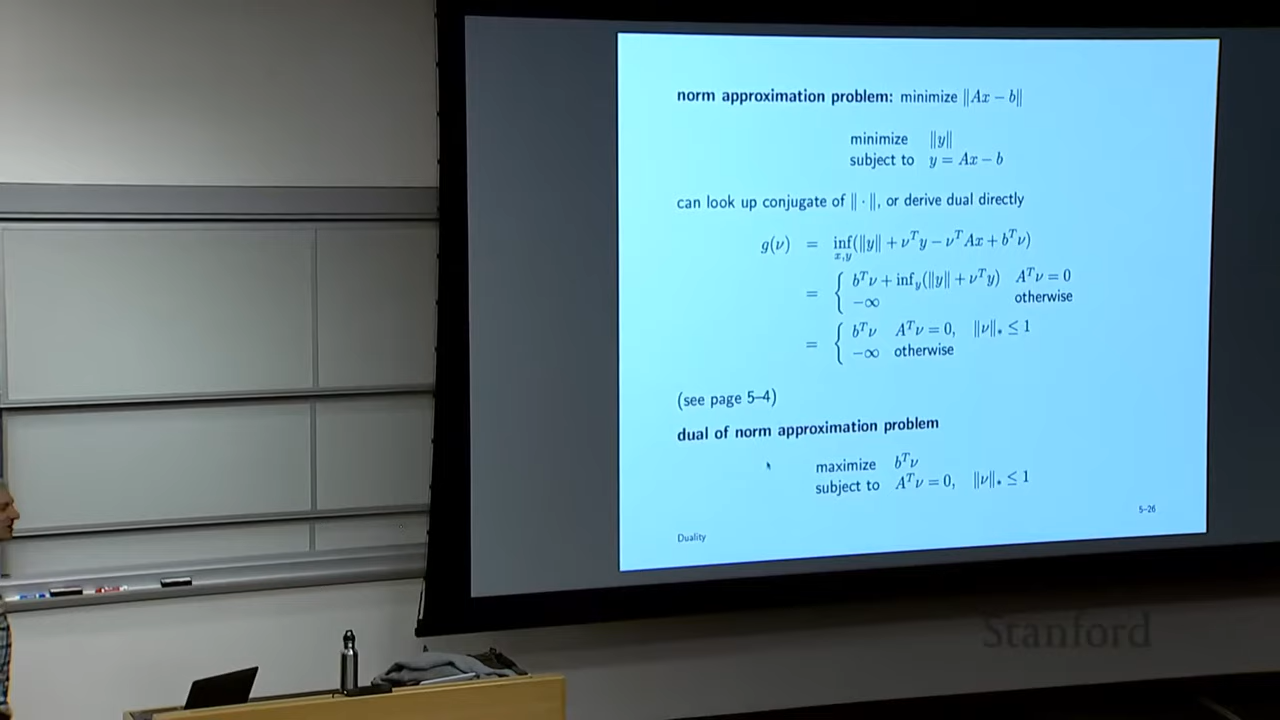 norm approximation problem: minimize ‖Ax − b‖
minimize ‖y‖
subject to y = Ax − b
can look up conjugate of ‖ · ‖, or derive dual directly
g(ν) = inf_{x,y}(‖y‖ + ν^T y − ν^T Ax + b^T ν)
= { b^T ν + inf_y(‖y‖ + ν^T y) A^T ν = 0
−∞ otherwise
= { b^T ν A^T ν = 0, ‖ν‖_* ≤ 1
−∞ otherwise
(see page 5–4)
dual of norm approximation problem
maximize b^T ν
subject to A^T ν = 0, ‖ν‖_* ≤ 1
Duality
5–26
Stanford